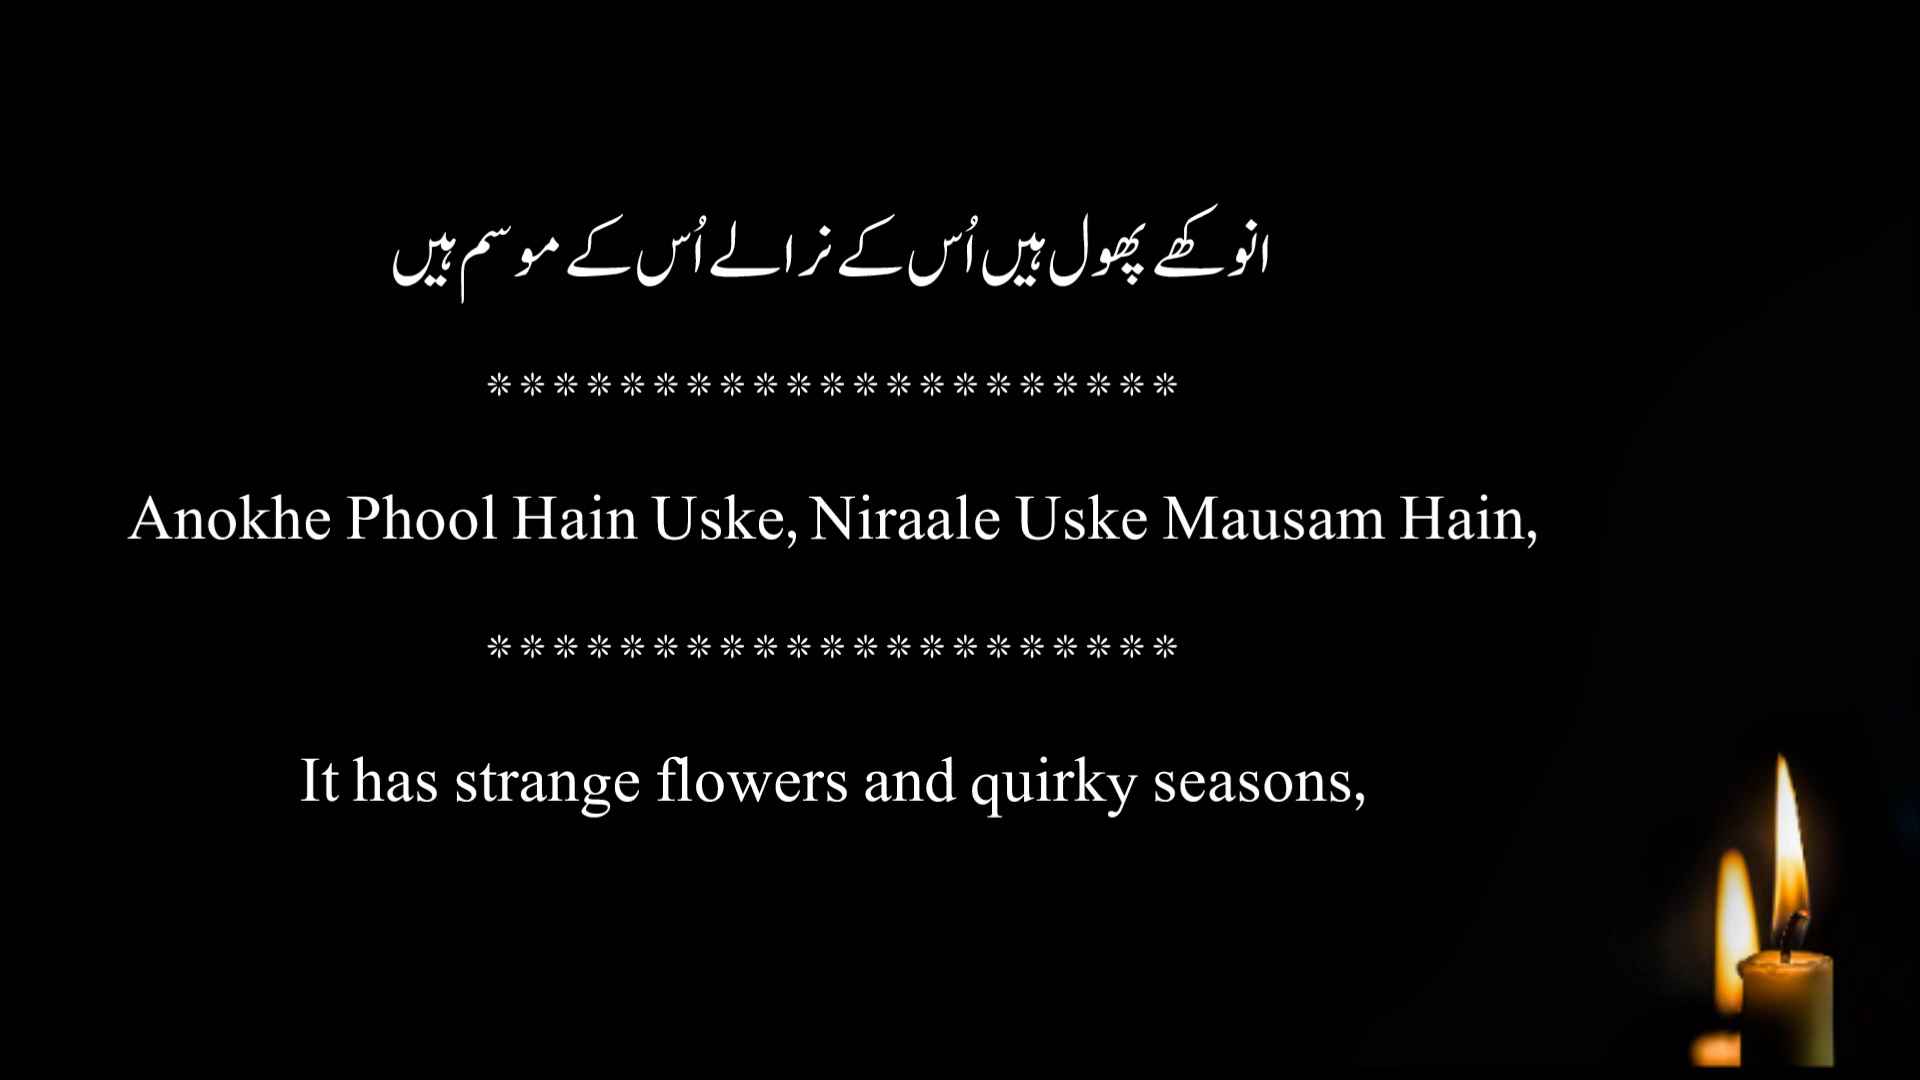 انوکھے پھول ہیں اُس کے نرالے اُس کے موسم ہیں
*********************
Anokhe Phool Hain Uske, Niraale Uske Mausam Hain,
*********************
It has strange flowers and quirky seasons,